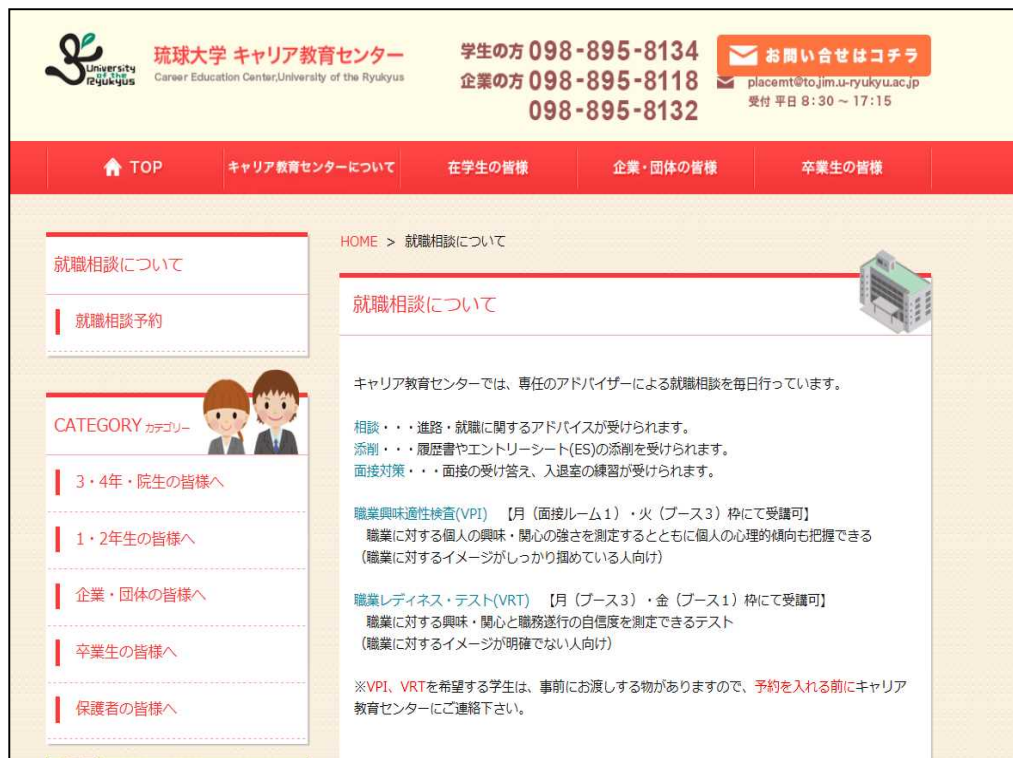 University
of the
Ryukyus
琉球大学 キャリア教育センター
Career Education Center,University of the Ryukyus
学生の方 098-895-8134
企業の方 098-895-8118
098-895-8132
お問い合せはコチラ
placemt@to.jim.u-ryukyu.ac.jp
受付 平日 8:30 ~ 17:15
TOP
キャリア教育センターについて
在学生の皆様
企業・団体の皆様
卒業生の皆様
就職相談について
就職相談予約
CATEGORY カテゴリー
3・4年・院生の皆様へ
1・2年生の皆様へ
企業・団体の皆様へ
卒業生の皆様へ
保護者の皆様へ
HOME > 就職相談について
就職相談について
キャリア教育センターでは、専任のアドバイザーによる就職相談を毎日行っています。
相談・・・進路・就職に関するアドバイスが受けられます。
添削・・・履歴書やエントリーシート(ES)の添削を受けられます。
面接対策・・・面接の受け答え、入退室の練習が受けられます。
職業興味適性検査(VPI) 【月（面接ルーム１）・火（ブース３）枠にて受講可】
職業に対する個人の興味・関心の強さを測定するとともに個人の心理的傾向も把握できる
（職業に対するイメージがしっかり掴めている人向け）
職業レディネス・テスト(VRT) 【月（ブース３）・金（ブース１）枠にて受講可】
職業に対する興味・関心と職務遂行の自信度を測定できるテスト
（職業に対するイメージが明確でない人向け）
※VPI、VRTを希望する学生は、事前にお渡しする物がありますので、予約を入れる前にキャリア
教育センターにご連絡下さい。